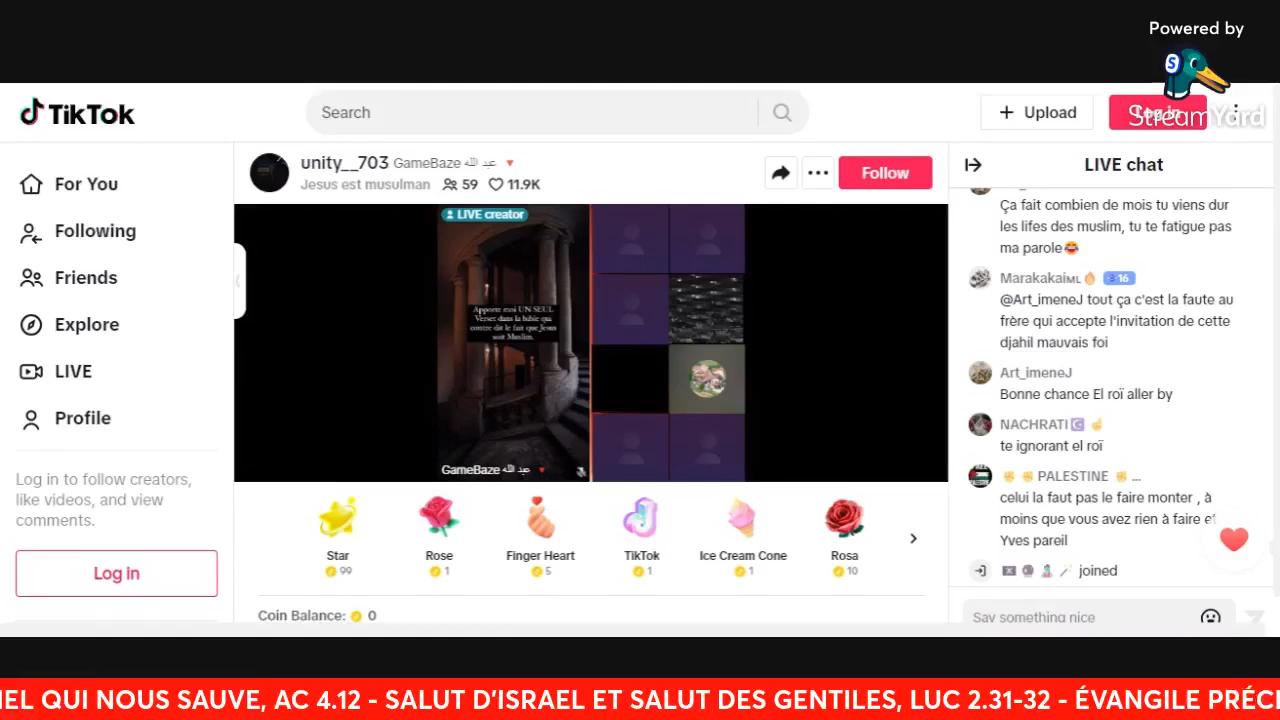 Powered by
StreamYard
TikTok
Search
+ Upload
Log in
For You
Following
Friends
Explore
LIVE
Profile
Log in to follow creators,
like videos, and view
comments.
Log in
unity__703 GameBaze عبد الله 🔻
Jesus est musulman 59 11.9K
Follow
LIVE creator
Apporte moi UN SEUL
Verset dans la bible qui
contre dit le fait que Jesus
soit Muslim.
GameBaze عبد الله 🔻
Star
99
Rose
1
Finger Heart
5
TikTok
1
Ice Cream Cone
1
Rosa
10
Coin Balance: 0
LIVE chat
Ça fait combien de mois tu viens dur
les lifes des muslim, tu te fatigue pas
ma parole😂
MarakakaiML🔥 16
@Art_imeneJ tout ça c'est la faute au
frère qui accepte l'invitation de cette
djahil mauvais foi
Art_imeneJ
Bonne chance El roï aller by
NACHRATI☪️ ☝️
te ignorant el roï
✊ ✊ PALESTINE ✊ ...
celui la faut pas le faire monter , à
moins que vous avez rien à faire et
Yves pareil
joined
Say something nice
NEL QUI NOUS SAUVE, AC 4.12 - SALUT D'ISRAEL ET SALUT DES GENTILES, LUC 2.31-32 - ÉVANGILE PRÉC